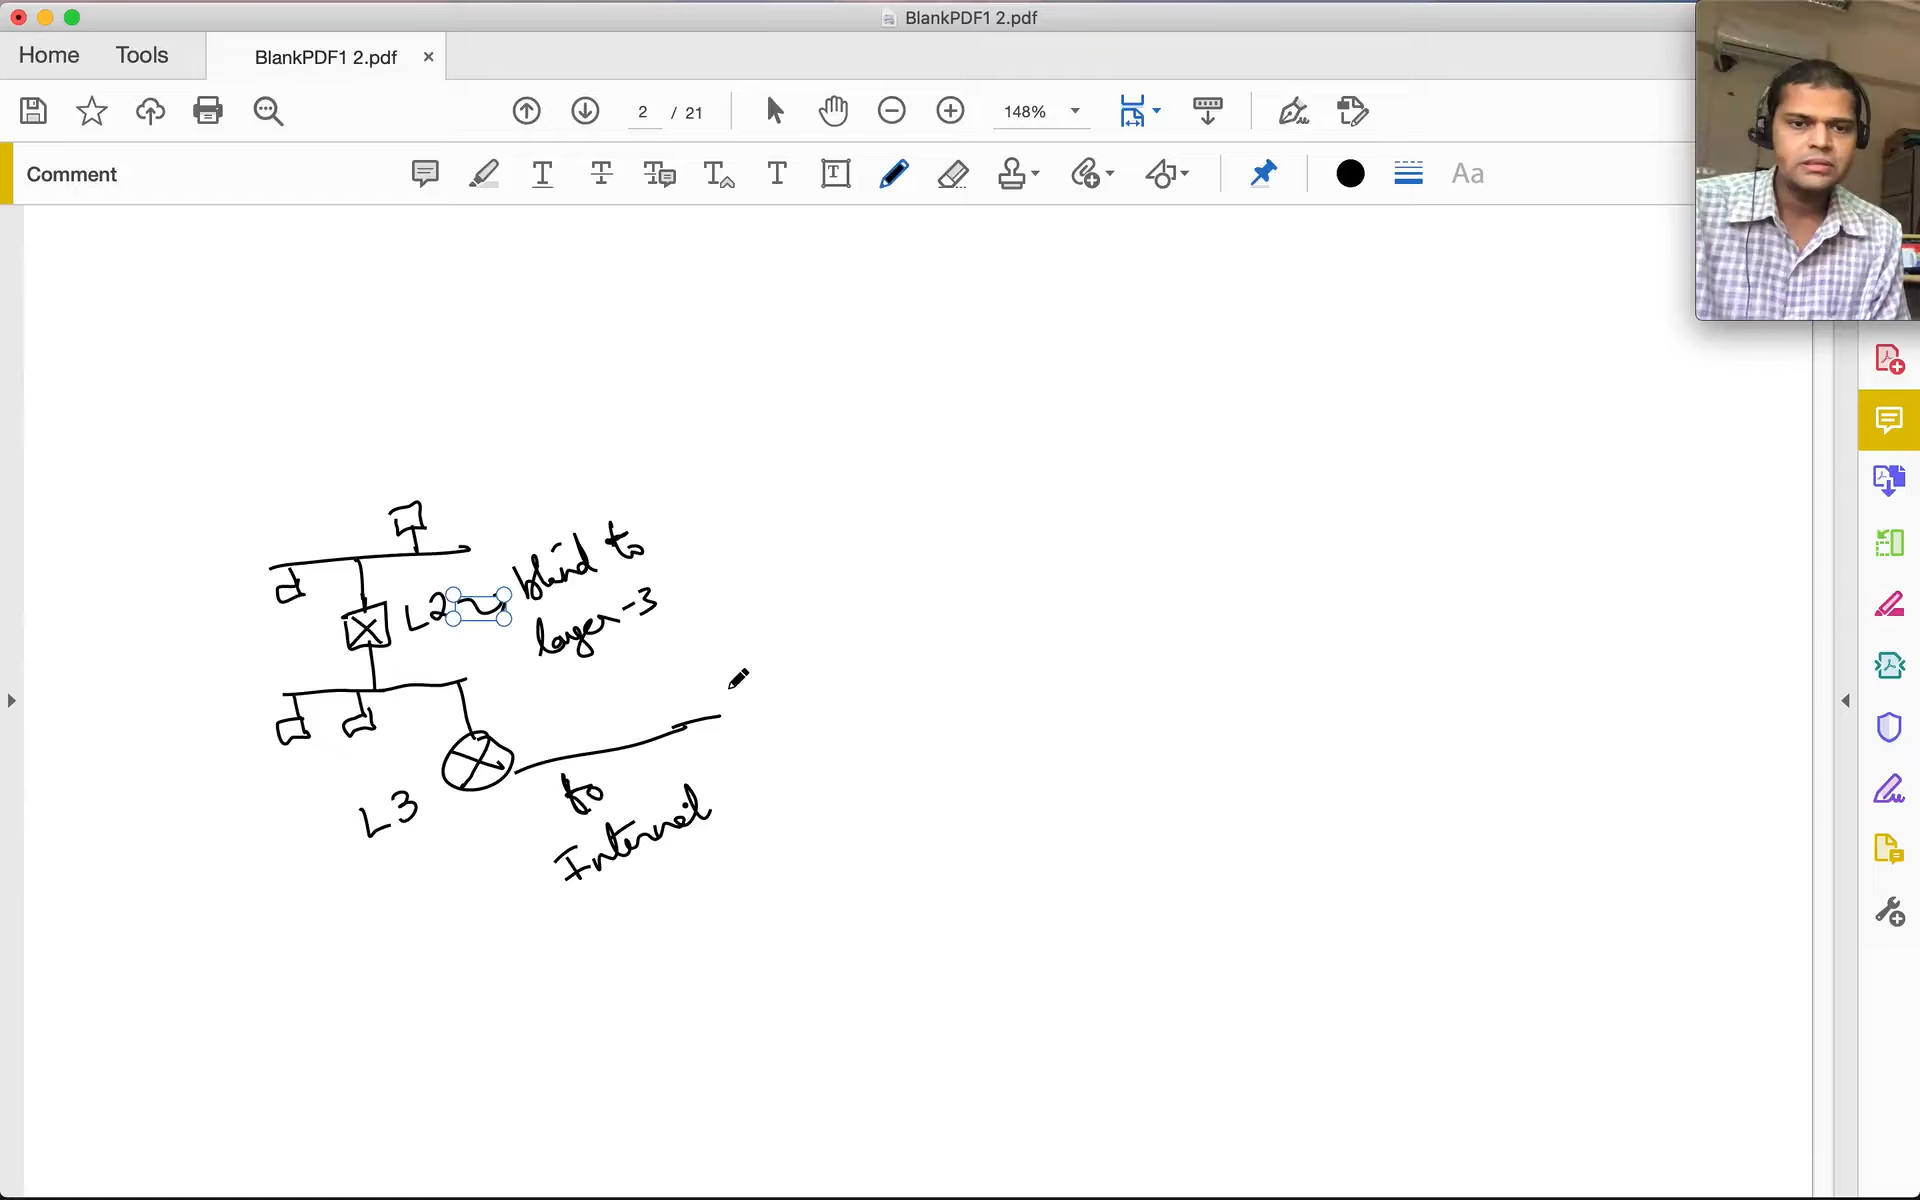 BlankPDF1 2.pdf
Home
Tools
BlankPDF1 2.pdf
×
2
/ 21
148%
Comment
Aa
L2
blind to
layer-3
L3
to
Internet